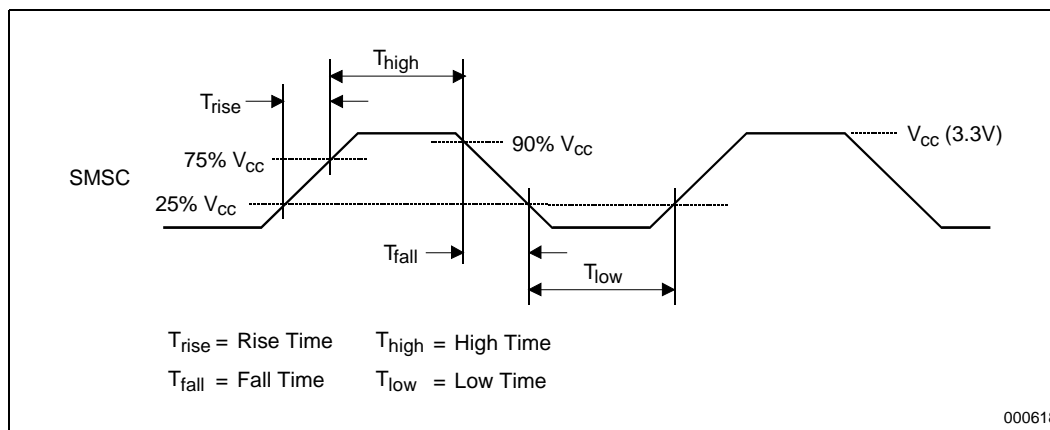 T_high
T_rise
75% V_cc
90% V_cc
V_cc (3.3V)
SMSC
25% V_cc
T_fall
T_low
T_rise = Rise Time T_high = High Time
T_fall = Fall Time T_low = Low Time
000618